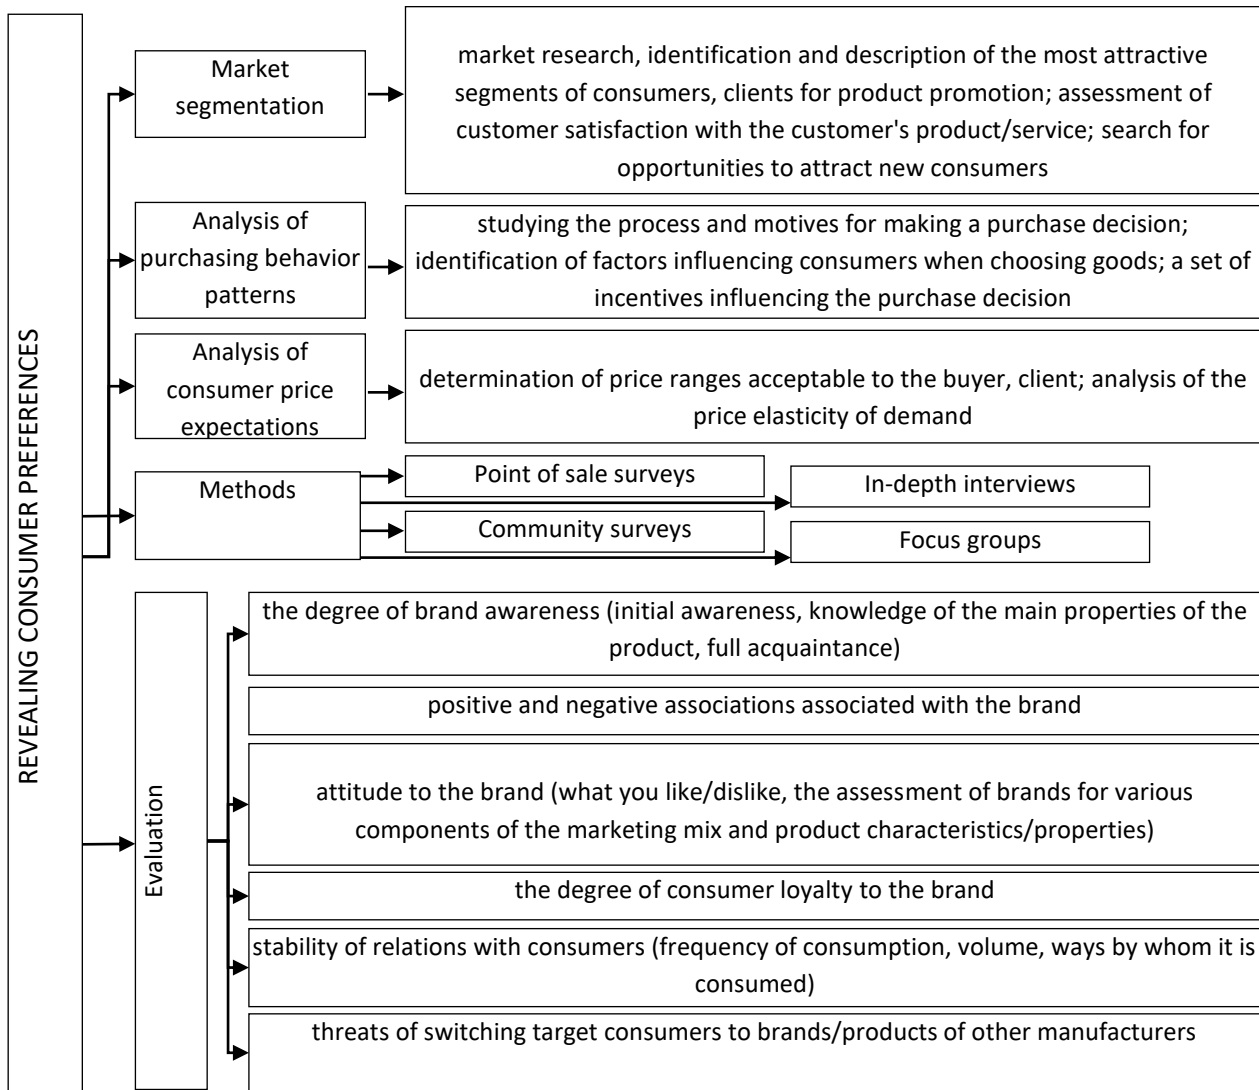 REVEALING CONSUMER PREFERENCES
Market
segmentation
market research, identification and description of the most attractive
segments of consumers, clients for product promotion; assessment of
customer satisfaction with the customer's product/service; search for
opportunities to attract new consumers
Analysis of
purchasing behavior
patterns
studying the process and motives for making a purchase decision;
identification of factors influencing consumers when choosing goods; a set of
incentives influencing the purchase decision
Analysis of
consumer price
expectations
determination of price ranges acceptable to the buyer, client; analysis of the
price elasticity of demand
Methods
Point of sale surveys
In-depth interviews
Community surveys
Focus groups
Evaluation
the degree of brand awareness (initial awareness, knowledge of the main properties of the
product, full acquaintance)
positive and negative associations associated with the brand
attitude to the brand (what you like/dislike, the assessment of brands for various
components of the marketing mix and product characteristics/properties)
the degree of consumer loyalty to the brand
stability of relations with consumers (frequency of consumption, volume, ways by whom it is
consumed)
threats of switching target consumers to brands/products of other manufacturers